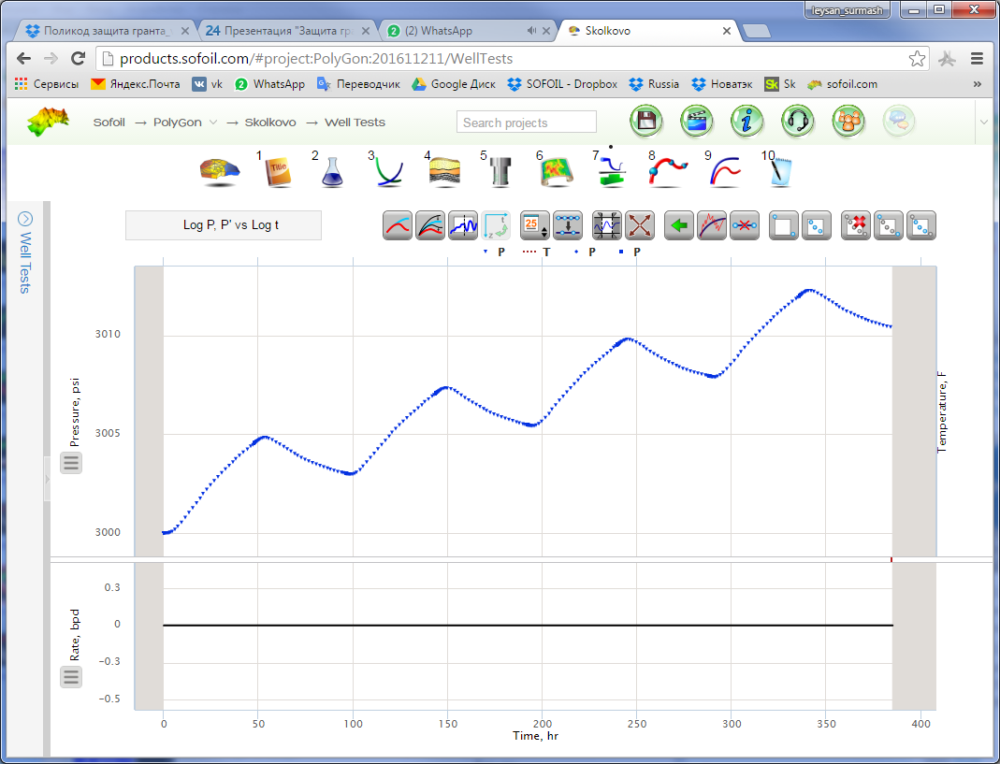 leysan_surmash
Поликод защита гранта_
24 Презентация "Защита гр
2 (2) WhatsApp
Skolkovo
products.sofoil.com/#project:PolyGon:201611211/WellTests
Сервисы
Яндекс.Почта
vk
2 WhatsApp
Переводчик
Google Диск
SOFOIL - Dropbox
Russia
Новатэк
Sk Sk
sofoil.com
»
Sofoil → PolyGon → Skolkovo → Well Tests
Search projects
1 2 3 4 5 6 7 8 9 10
Title
Well Tests
Log P, P' vs Log t
z t
25
P T P P
Pressure, psi
3010
3005
3000
Temperature, F
Rate, bpd
0.3
0
−0.3
−0.5
0 50 100 150 200 250 300 350 400
Time, hr